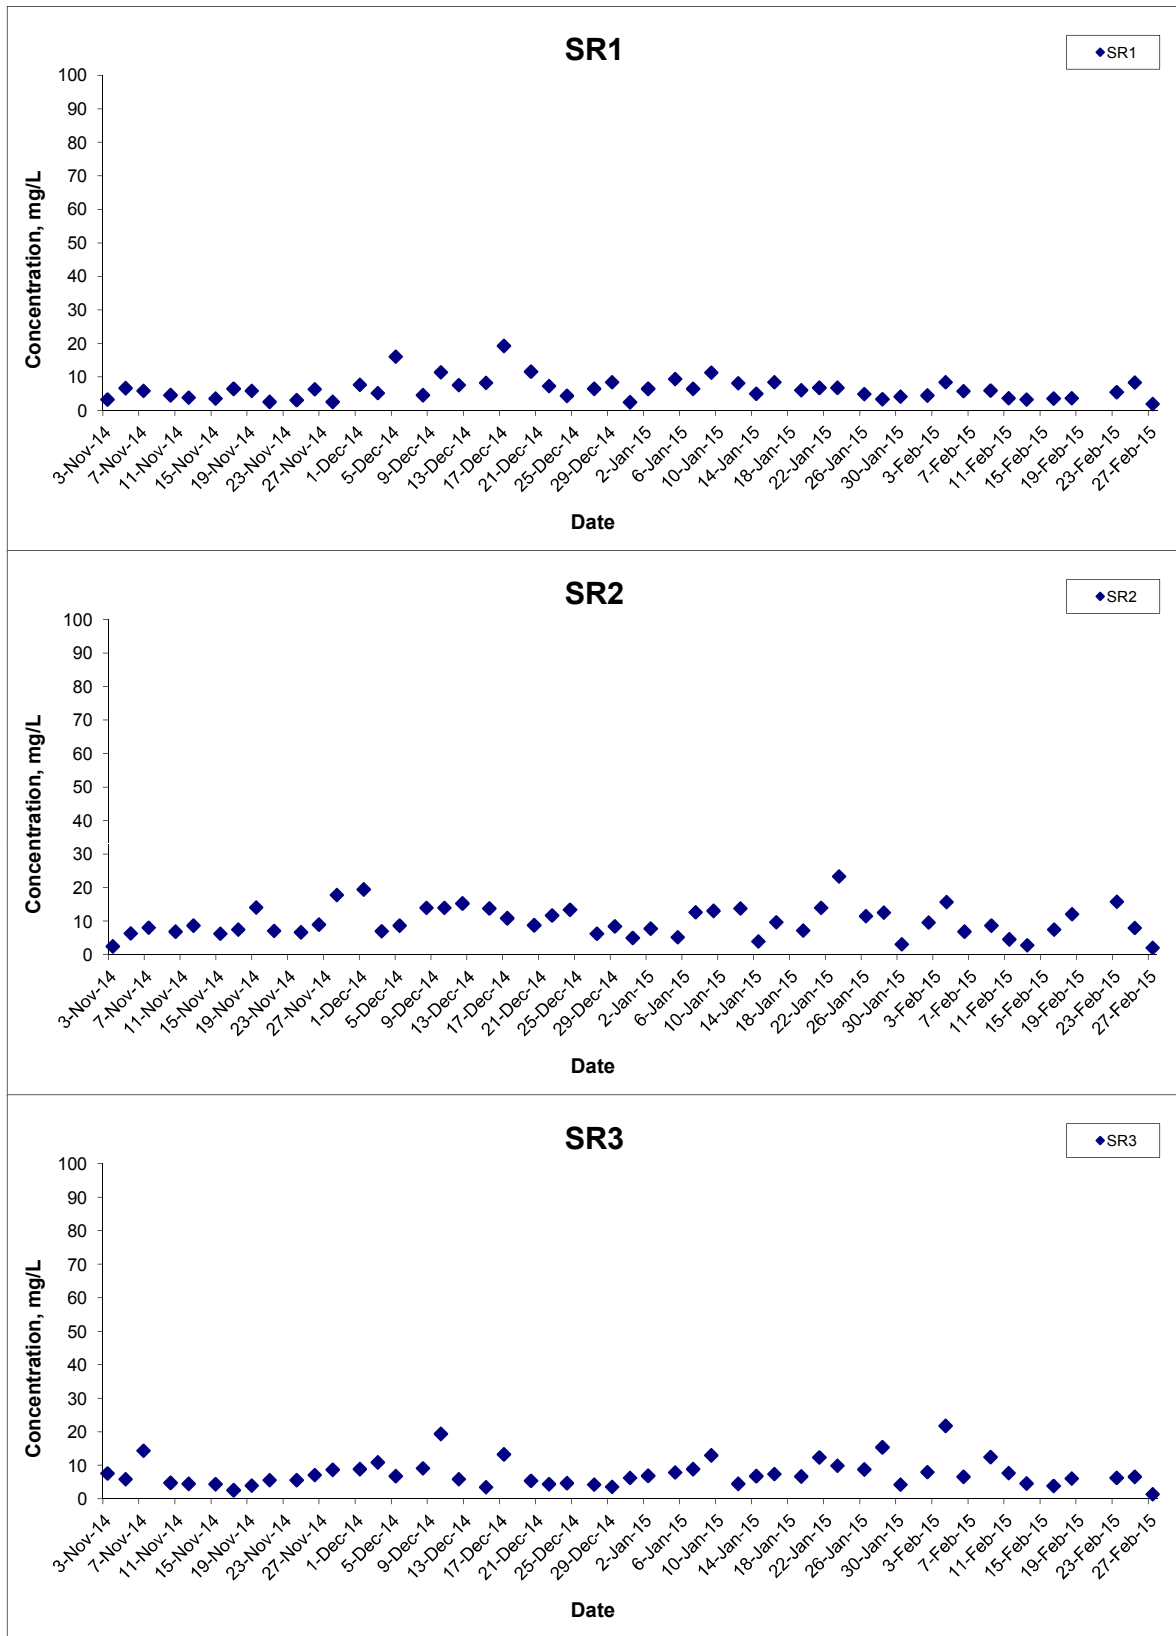 SR1
SR1
Concentration, mg/L
100
90
80
70
60
50
40
30
20
10
0
3-Nov-14
7-Nov-14
11-Nov-14
15-Nov-14
19-Nov-14
23-Nov-14
27-Nov-14
1-Dec-14
5-Dec-14
9-Dec-14
13-Dec-14
17-Dec-14
21-Dec-14
25-Dec-14
29-Dec-14
2-Jan-15
6-Jan-15
10-Jan-15
14-Jan-15
18-Jan-15
22-Jan-15
26-Jan-15
30-Jan-15
3-Feb-15
7-Feb-15
11-Feb-15
15-Feb-15
19-Feb-15
23-Feb-15
27-Feb-15
Date
SR2
SR2
Concentration, mg/L
100
90
80
70
60
50
40
30
20
10
0
3-Nov-14
7-Nov-14
11-Nov-14
15-Nov-14
19-Nov-14
23-Nov-14
27-Nov-14
1-Dec-14
5-Dec-14
9-Dec-14
13-Dec-14
17-Dec-14
21-Dec-14
25-Dec-14
29-Dec-14
2-Jan-15
6-Jan-15
10-Jan-15
14-Jan-15
18-Jan-15
22-Jan-15
26-Jan-15
30-Jan-15
3-Feb-15
7-Feb-15
11-Feb-15
15-Feb-15
19-Feb-15
23-Feb-15
27-Feb-15
Date
SR3
SR3
Concentration, mg/L
100
90
80
70
60
50
40
30
20
10
0
3-Nov-14
7-Nov-14
11-Nov-14
15-Nov-14
19-Nov-14
23-Nov-14
27-Nov-14
1-Dec-14
5-Dec-14
9-Dec-14
13-Dec-14
17-Dec-14
21-Dec-14
25-Dec-14
29-Dec-14
2-Jan-15
6-Jan-15
10-Jan-15
14-Jan-15
18-Jan-15
22-Jan-15
26-Jan-15
30-Jan-15
3-Feb-15
7-Feb-15
11-Feb-15
15-Feb-15
19-Feb-15
23-Feb-15
27-Feb-15
Date